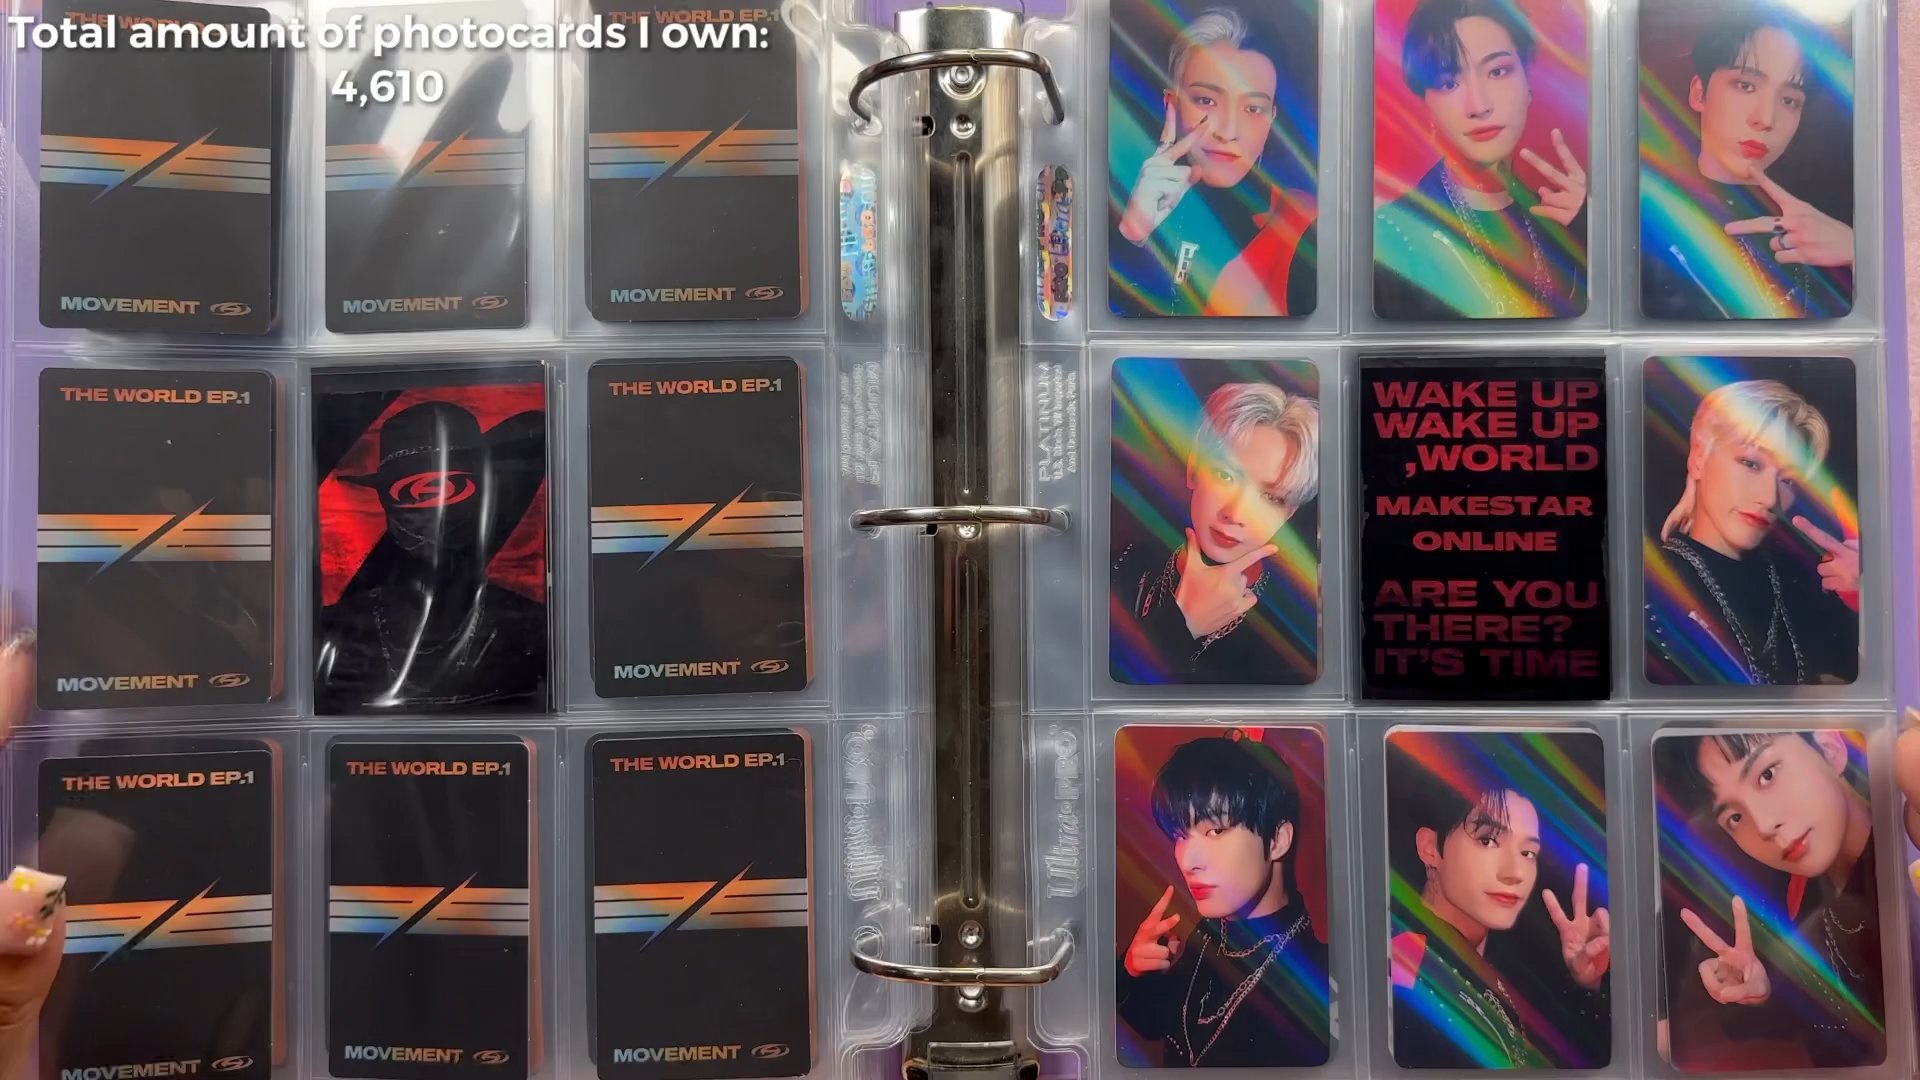 Total amount of photocards I own:
4,610
THE WORLD EP.1
MOVEMENT
MOVEMENT
THE WORLD EP.1
MOVEMENT
THE WORLD EP.1
MOVEMENT
THE WORLD EP.1
MOVEMENT
THE WORLD EP.1
MOVEMENT
THE WORLD EP.1
MOVEMENT
THE WORLD EP.1
MOVEMENT
PLATINUM
Ultra PRO
WAKE UP
WAKE UP
,WORLD
MAKESTAR
ONLINE
ARE YOU
THERE?
IT'S TIME